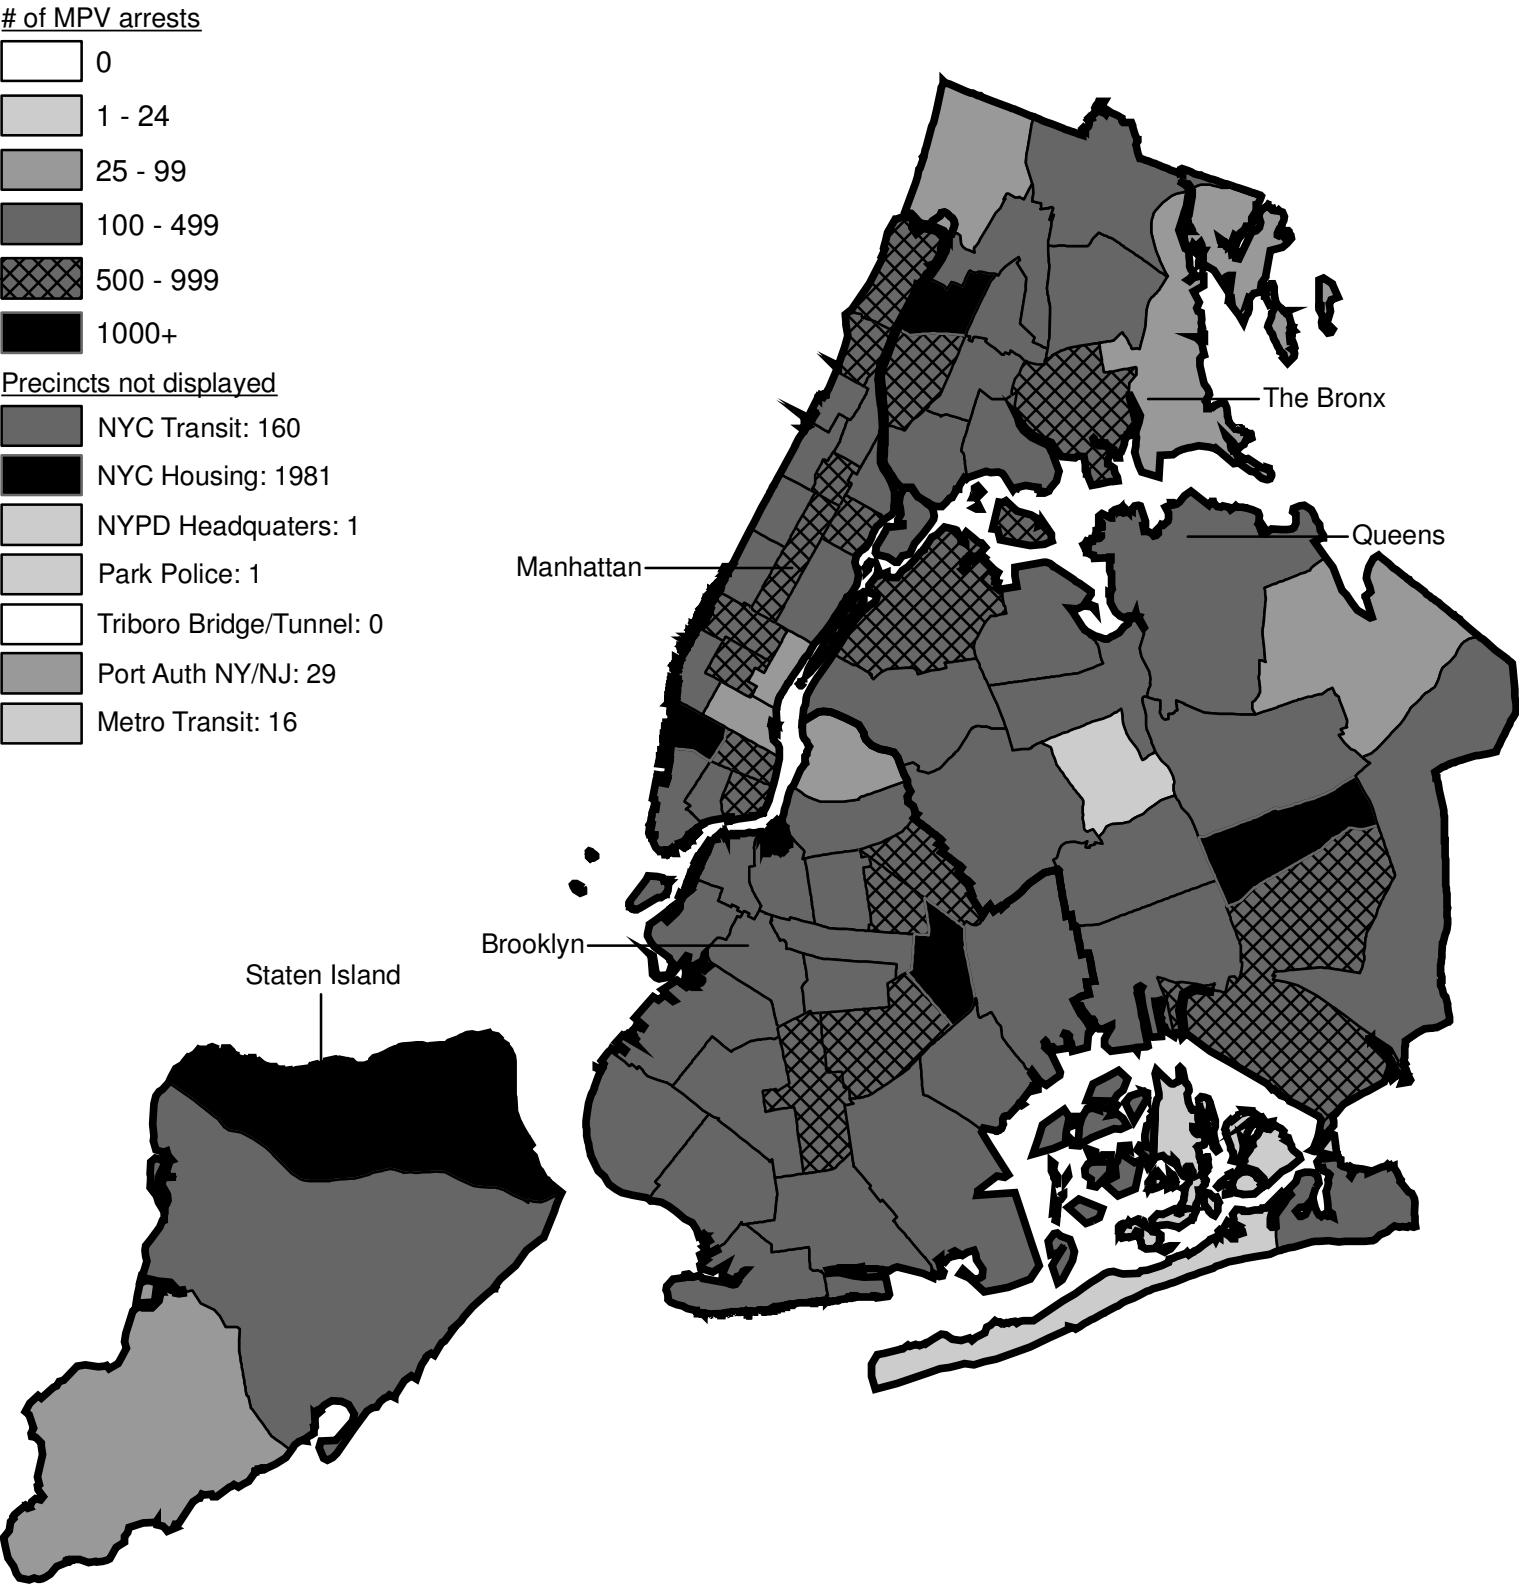 # of MPV arrests
0
1 - 24
25 - 99
100 - 499
500 - 999
1000+
Precincts not displayed
NYC Transit: 160
NYC Housing: 1981
NYPD Headquaters: 1
Park Police: 1
Triboro Bridge/Tunnel: 0
Port Auth NY/NJ: 29
Metro Transit: 16
The Bronx
Queens
Manhattan
Brooklyn
Staten Island